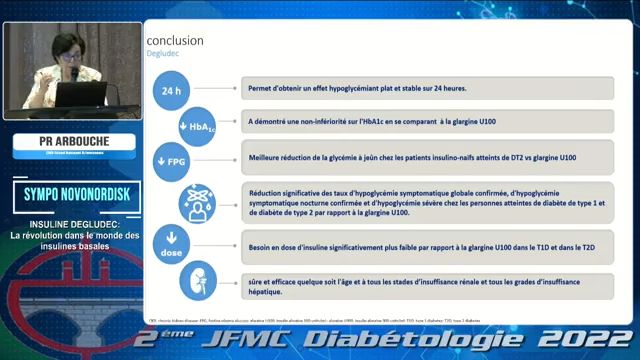 conclusion
Degludec
24 h
Permet d'obtenir un effet hypoglycémiant plat et stable sur 24 heures.
HbA1c
A démontré une non-infériorité sur l'HbA1c en se comparant à la glargine U100
FPG
Meilleure réduction de la glycémie à jeûn chez les patients insulino-naïfs atteints de DT2 vs glargine U100
Réduction significative des taux d'hypoglycémie symptomatique globale confirmée, d'hypoglycémie
symptomatique nocturne confirmée et d'hypoglycémie sévère chez les personnes atteintes de diabète de type 1 et
de diabète de type 2 par rapport à la glargine U100.
dose
Besoin en dose d'insuline significativement plus faible par rapport à la glargine U100 dans le T1D et dans le T2D
sûre et efficace quelque soit l'âge et à tous les stades d'insuffisance rénale et tous les grades d'insuffisance
hépatique.
PR ARBOUCHE
SYMPO NOVONORDISK
INSULINE DEGLUDEC:
La révolution dans le monde des
insulines basales
2ème JFMC Diabétologie 2022